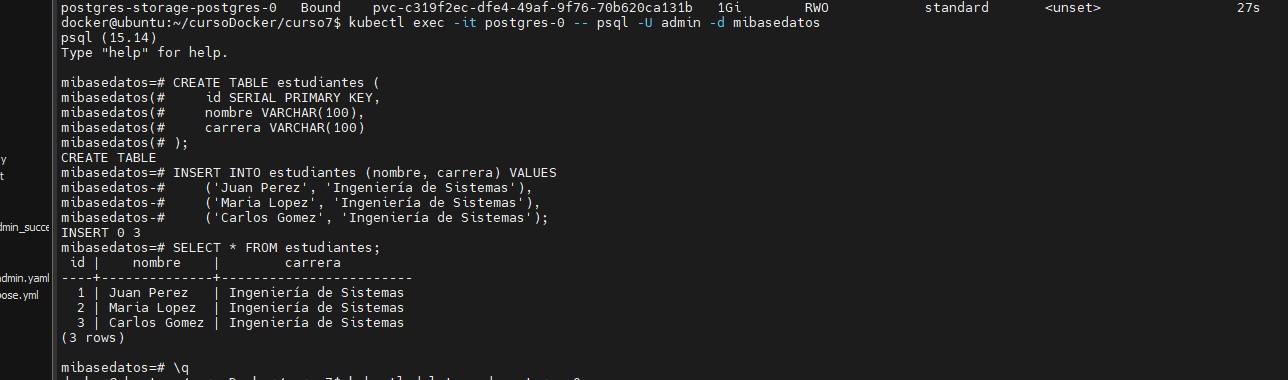 postgres-storage-postgres-0   Bound    pvc-c319f2ec-dfe4-49af-9f76-70b620ca131b   1Gi        RWO            standard       <unset>                 27s
docker@ubuntu:~/cursoDocker/curso7$ kubectl exec -it postgres-0 -- psql -U admin -d mibasedatos
psql (15.14)
Type "help" for help.

mibasedatos=# CREATE TABLE estudiantes (
mibasedatos(#     id SERIAL PRIMARY KEY,
mibasedatos(#     nombre VARCHAR(100),
mibasedatos(#     carrera VARCHAR(100)
mibasedatos(# );
CREATE TABLE
mibasedatos=# INSERT INTO estudiantes (nombre, carrera) VALUES
mibasedatos-#     ('Juan Perez', 'Ingeniería de Sistemas'),
mibasedatos-#     ('Maria Lopez', 'Ingeniería de Sistemas'),
mibasedatos-#     ('Carlos Gomez', 'Ingeniería de Sistemas');
INSERT 0 3
mibasedatos=# SELECT * FROM estudiantes;
 id |    nombre    |        carrera
----+--------------+------------------------
  1 | Juan Perez   | Ingeniería de Sistemas
  2 | Maria Lopez  | Ingeniería de Sistemas
  3 | Carlos Gomez | Ingeniería de Sistemas
(3 rows)

mibasedatos=# \q
y
t
dmin_succe
dmin.yaml
ose.yml